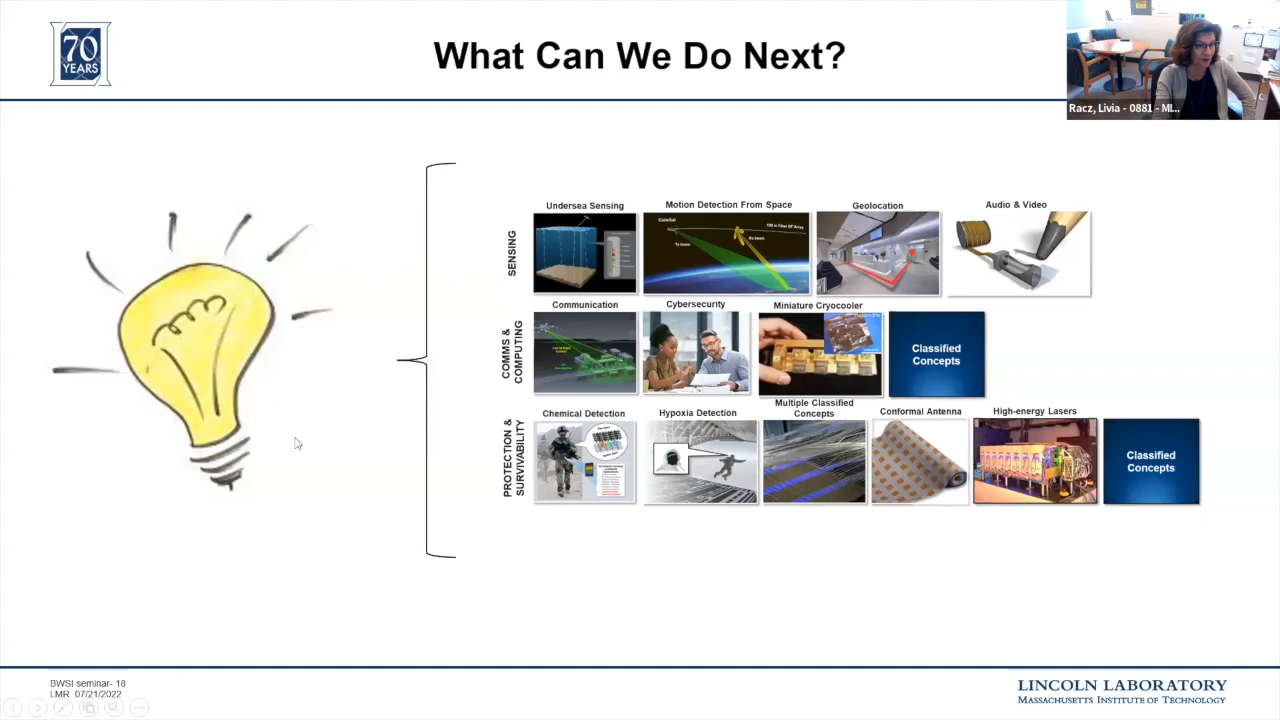 70
YEARS
What Can We Do Next?
Racz, Livia - 0881 - MI...
SENSING
Undersea Sensing
Motion Detection From Space
Geolocation
Audio & Video
COMMS &
COMPUTING
Communication
Cybersecurity
Miniature Cryocooler
Classified
Concepts
PROTECTION &
SURVIVABILITY
Chemical Detection
Hypoxia Detection
Multiple Classified
Concepts
Conformal Antenna
High-energy Lasers
Classified
Concepts
BWSI seminar- 18
LMR 07/21/2022
LINCOLN LABORATORY
MASSACHUSETTS INSTITUTE OF TECHNOLOGY